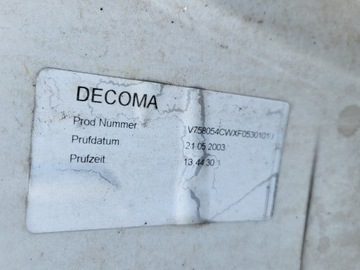 DECOMA
Prod Nummer V758054CWXF0530101
Prufdatum 21 05 2003
Prufzeit 13 44 30